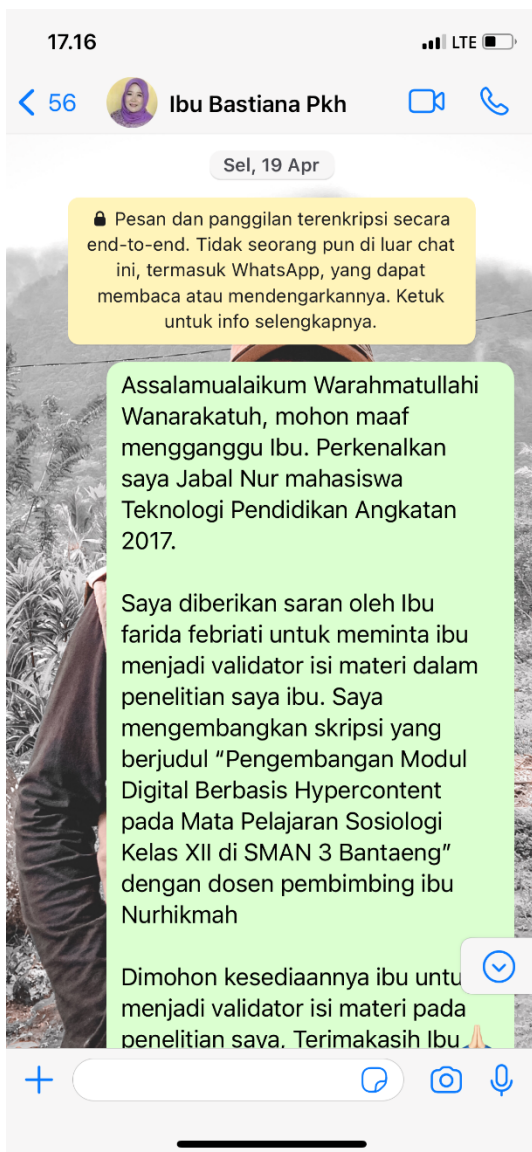 17.16
LTE
56
Ibu Bastiana Pkh
Sel, 19 Apr
Pesan dan panggilan terenkripsi secara
end-to-end. Tidak seorang pun di luar chat
ini, termasuk WhatsApp, yang dapat
membaca atau mendengarkannya. Ketuk
untuk info selengkapnya.
Assalamualaikum Warahmatullahi
Wanarakatuh, mohon maaf
mengganggu Ibu. Perkenalkan
saya Jabal Nur mahasiswa
Teknologi Pendidikan Angkatan
2017.
Saya diberikan saran oleh Ibu
farida febriati untuk meminta ibu
menjadi validator isi materi dalam
penelitian saya ibu. Saya
mengembangkan skripsi yang
berjudul “Pengembangan Modul
Digital Berbasis Hypercontent
pada Mata Pelajaran Sosiologi
Kelas XII di SMAN 3 Bantaeng”
dengan dosen pembimbing ibu
Nurhikmah
Dimohon kesediaannya ibu untu
menjadi validator isi materi pada
penelitian saya, Terimakasih Ibu 🙏🏻